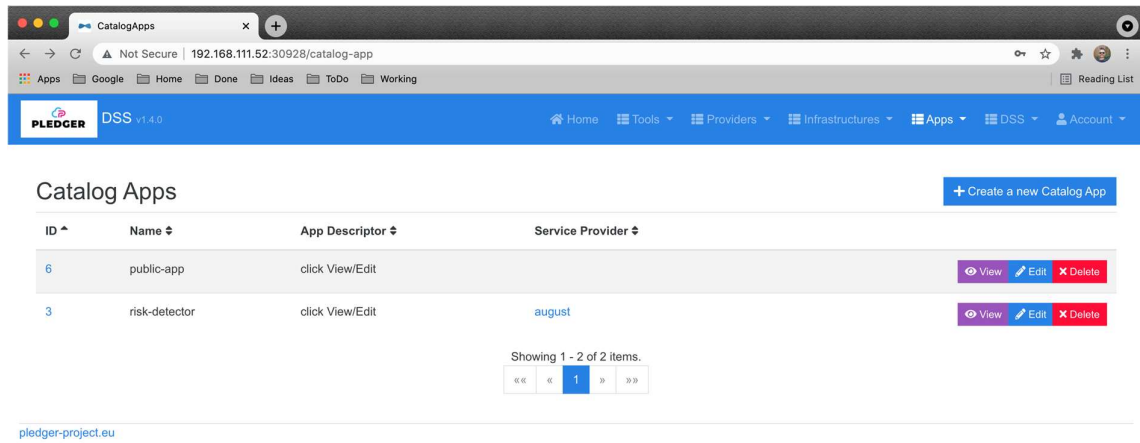 CatalogApps
Not Secure | 192.168.111.52:30928/catalog-app
Apps Google Home Done Ideas ToDo Working Reading List
PLEDGER DSS v1.4.0 Home Tools Providers Infrastructures Apps DSS Account
Catalog Apps
+ Create a new Catalog App
ID Name App Descriptor Service Provider
6 public-app click View/Edit View Edit Delete
3 risk-detector click View/Edit august View Edit Delete
Showing 1 - 2 of 2 items.
«« « 1 » »»
pledger-project.eu